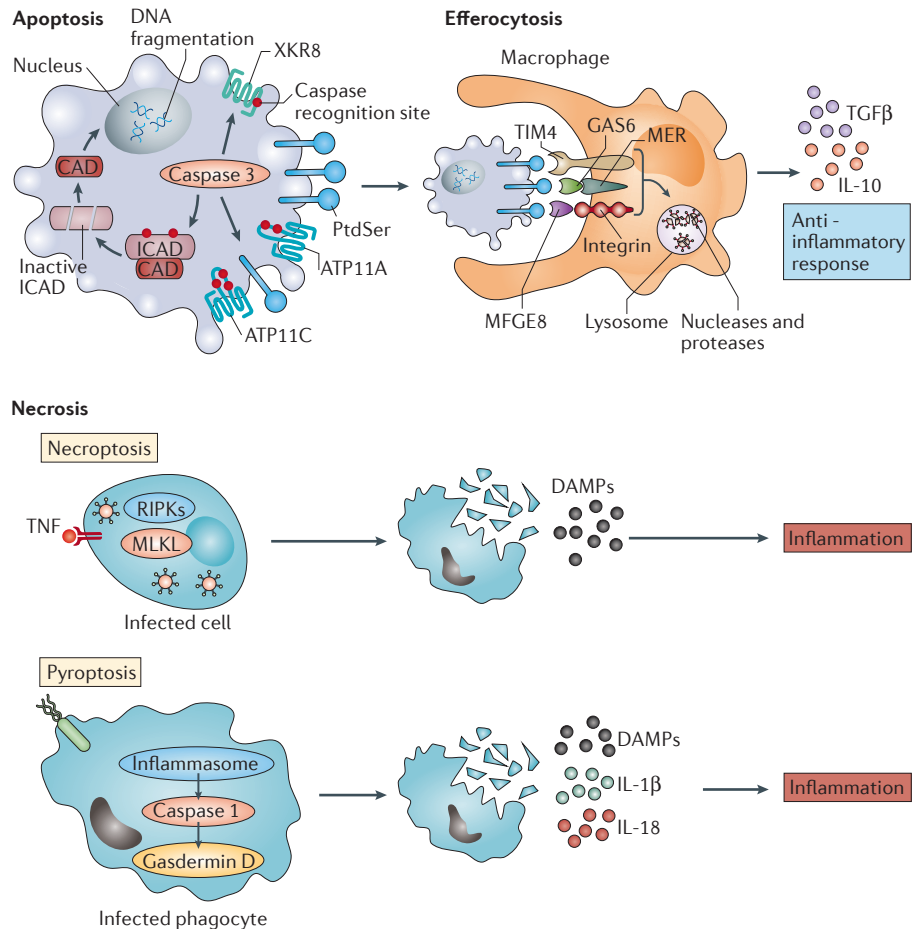 Apoptosis
DNA
fragmentation
Nucleus
XKR8
Caspase
recognition site
CAD
Caspase 3
PtdSer
ICAD
CAD
Inactive
ICAD
ATP11A
ATP11C
Efferocytosis
Macrophage
TIM4
GAS6
MER
Integrin
MFGE8
Lysosome
Nucleases and
proteases
TGFβ
IL-10
Anti-
inflammatory
response
Necrosis
Necroptosis
TNF
RIPKs
MLKL
Infected cell
DAMPs
Inflammation
Pyroptosis
Inflammasome
Caspase 1
Gasdermin D
Infected phagocyte
DAMPs
IL-1β
IL-18
Inflammation